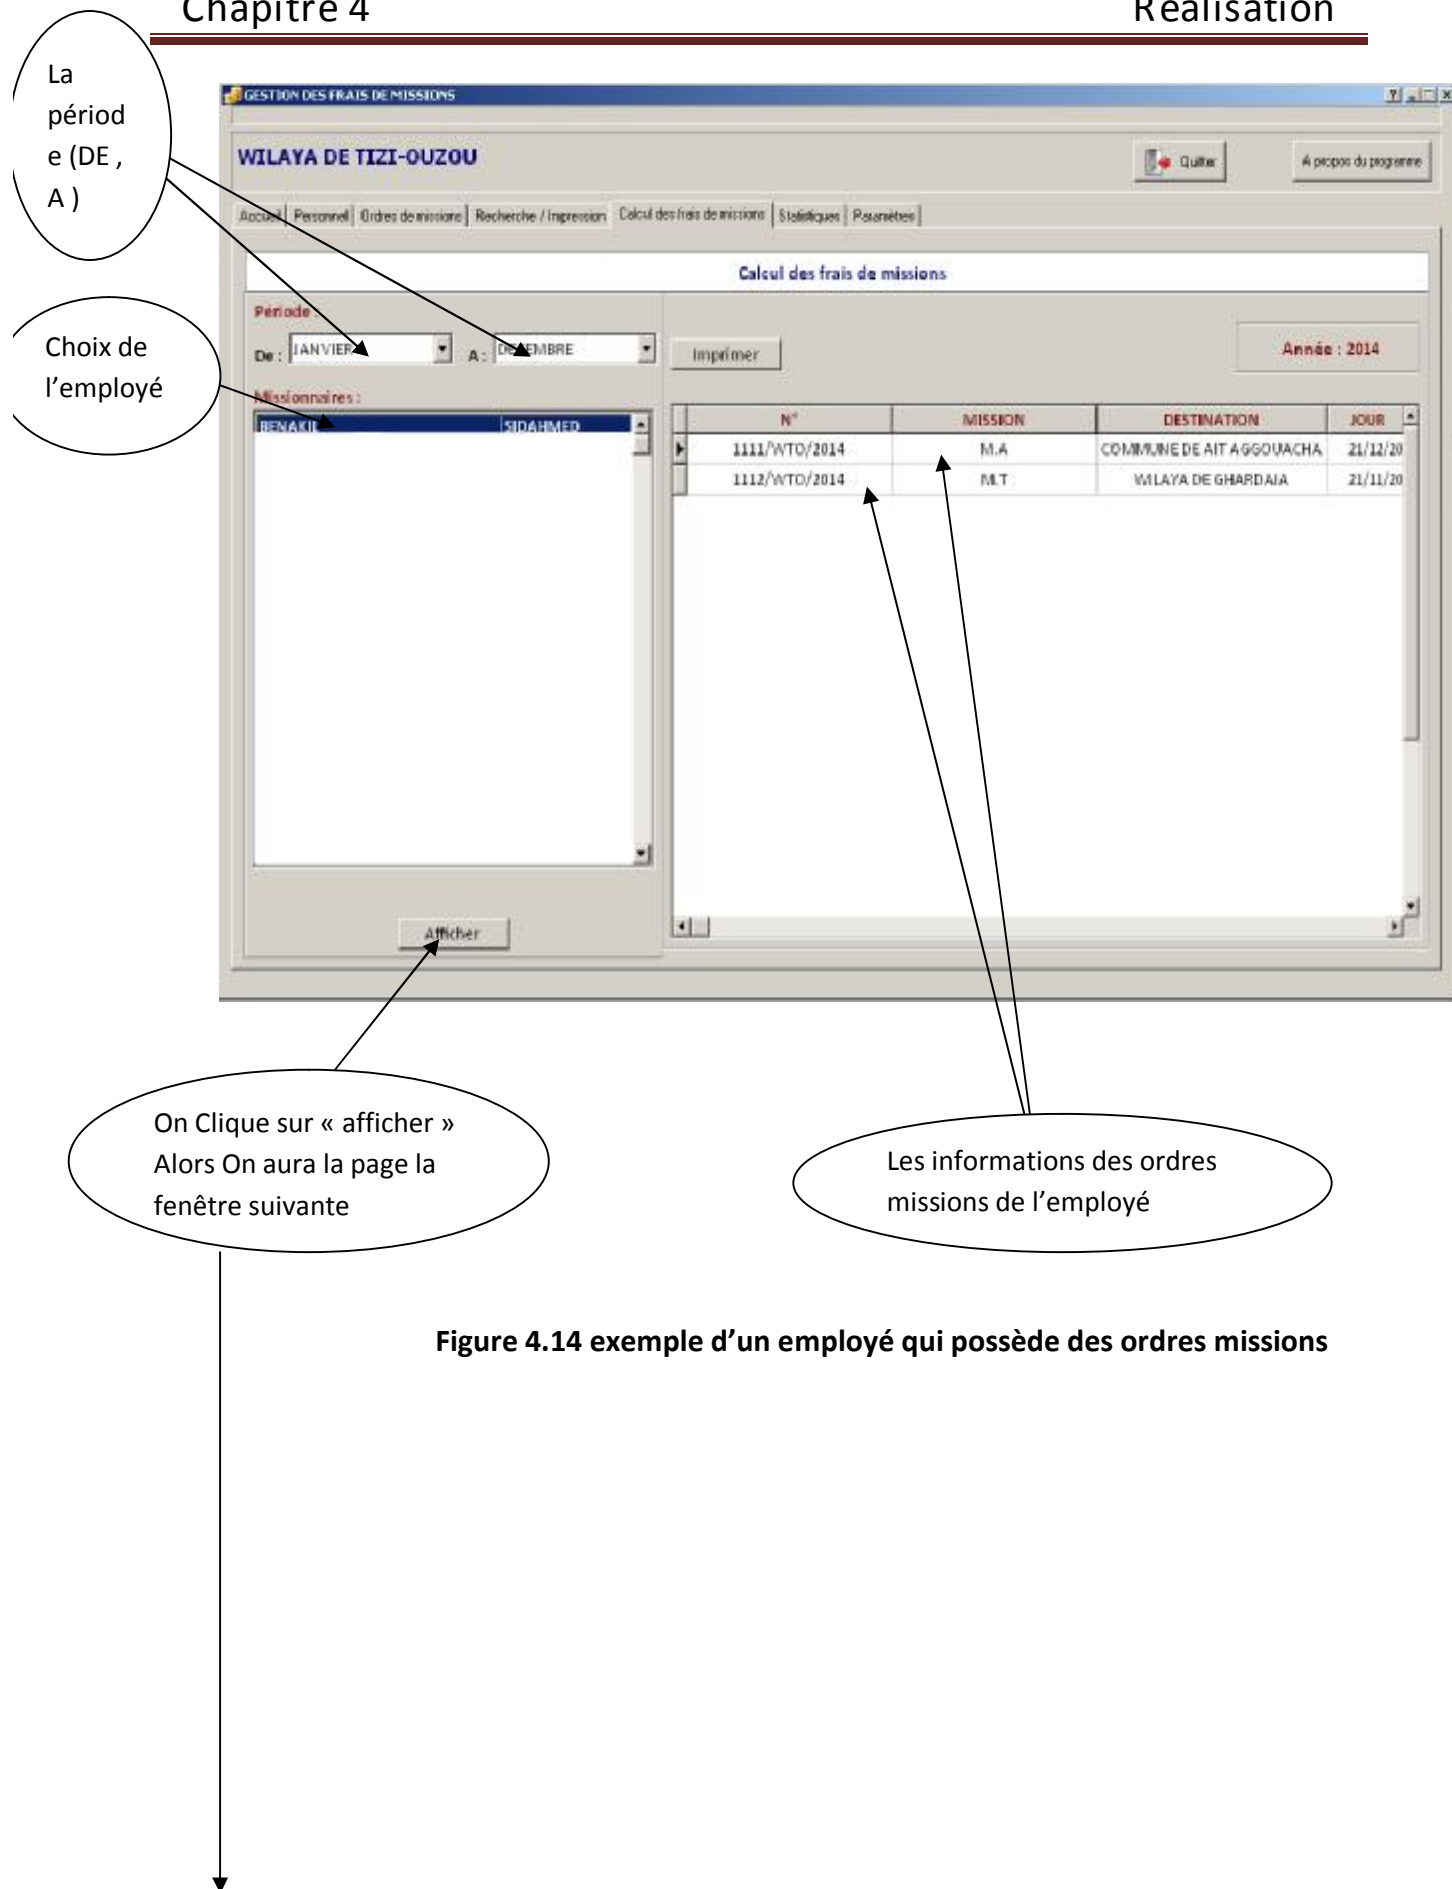 Chapitre 4 Réalisation
La
périod
e (DE ,
A )
GESTION DES FRAIS DE MISSIONS
WILAYA DE TIZI-OUZOU
Quitter
A propos du programme
Accueil Personnel Ordres de missions Recherche / Impression Calcul des frais de missions Statistiques Paramètres
Calcul des frais de missions
Période :
De : JANVIER A : DECEMBRE
Imprimer
Année : 2014
Choix de
l’employé
Missionnaires :
BENAKIL SIDAHMED
N° MISSION DESTINATION JOUR
1111/WTO/2014 M.A COMMUNE DE AIT AGGOUACHA 21/12/20
1112/WTO/2014 M.T WILAYA DE GHARDAIA 21/11/20
Afficher
On Clique sur « afficher »
Alors On aura la page la
fenêtre suivante
Les informations des ordres
missions de l’employé
Figure 4.14 exemple d’un employé qui possède des ordres missions